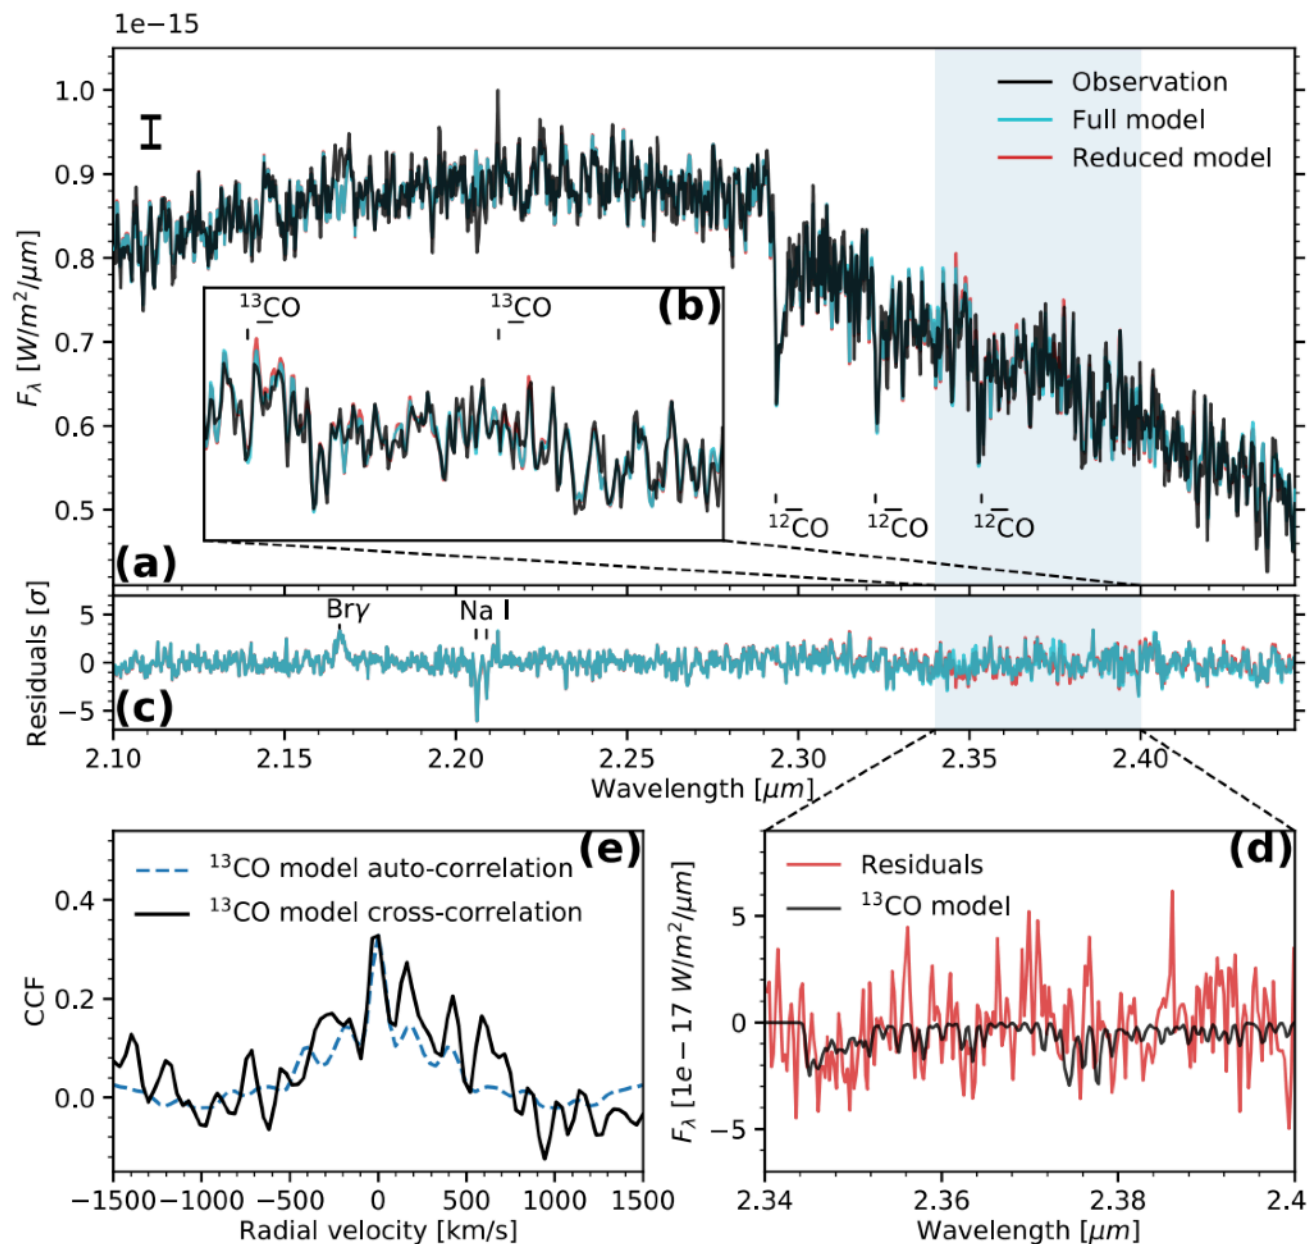 1e−15
Observation
Full model
Reduced model
1.0
0.9
0.8
0.7
0.6
0.5
F_λ [W/m²/μm]
¹³CO
¹³CO
(b)
¹²CO
¹²CO
¹²CO
(a)
Residuals [σ]
5
0
−5
Brγ
Na I
(c)
2.10
2.15
2.20
2.25
2.30
2.35
2.40
Wavelength [μm]
(e)
¹³CO model auto-correlation
¹³CO model cross-correlation
CCF
0.4
0.2
0.0
−1500
−1000
−500
0
500
1000
1500
Radial velocity [km/s]
(d)
Residuals
¹³CO model
F_λ [1e − 17 W/m²/μm]
5
0
−5
2.34
2.36
2.38
2.4
Wavelength [μm]